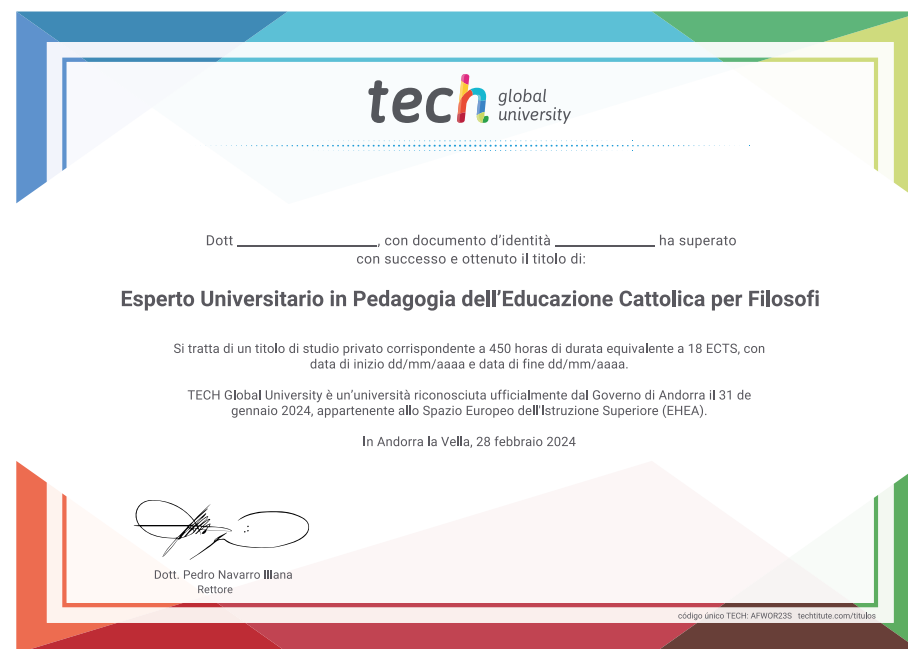 tech global
university
Dott ___________________, con documento d'identità _________________ ha superato
con successo e ottenuto il titolo di:
Esperto Universitario in Pedagogia dell'Educazione Cattolica per Filosofi
Si tratta di un titolo di studio privato corrispondente a 450 horas di durata equivalente a 18 ECTS, con
data di inizio dd/mm/aaaa e data di fine dd/mm/aaaa.
TECH Global University è un'università riconosciuta ufficialmente dal Governo di Andorra il 31 de
gennaio 2024, appartenente allo Spazio Europeo dell'Istruzione Superiore (EHEA).
In Andorra la Vella, 28 febbraio 2024
Dott. Pedro Navarro Illana
Rettore
código único TECH: AFWOR23S techtitute.com/titulos